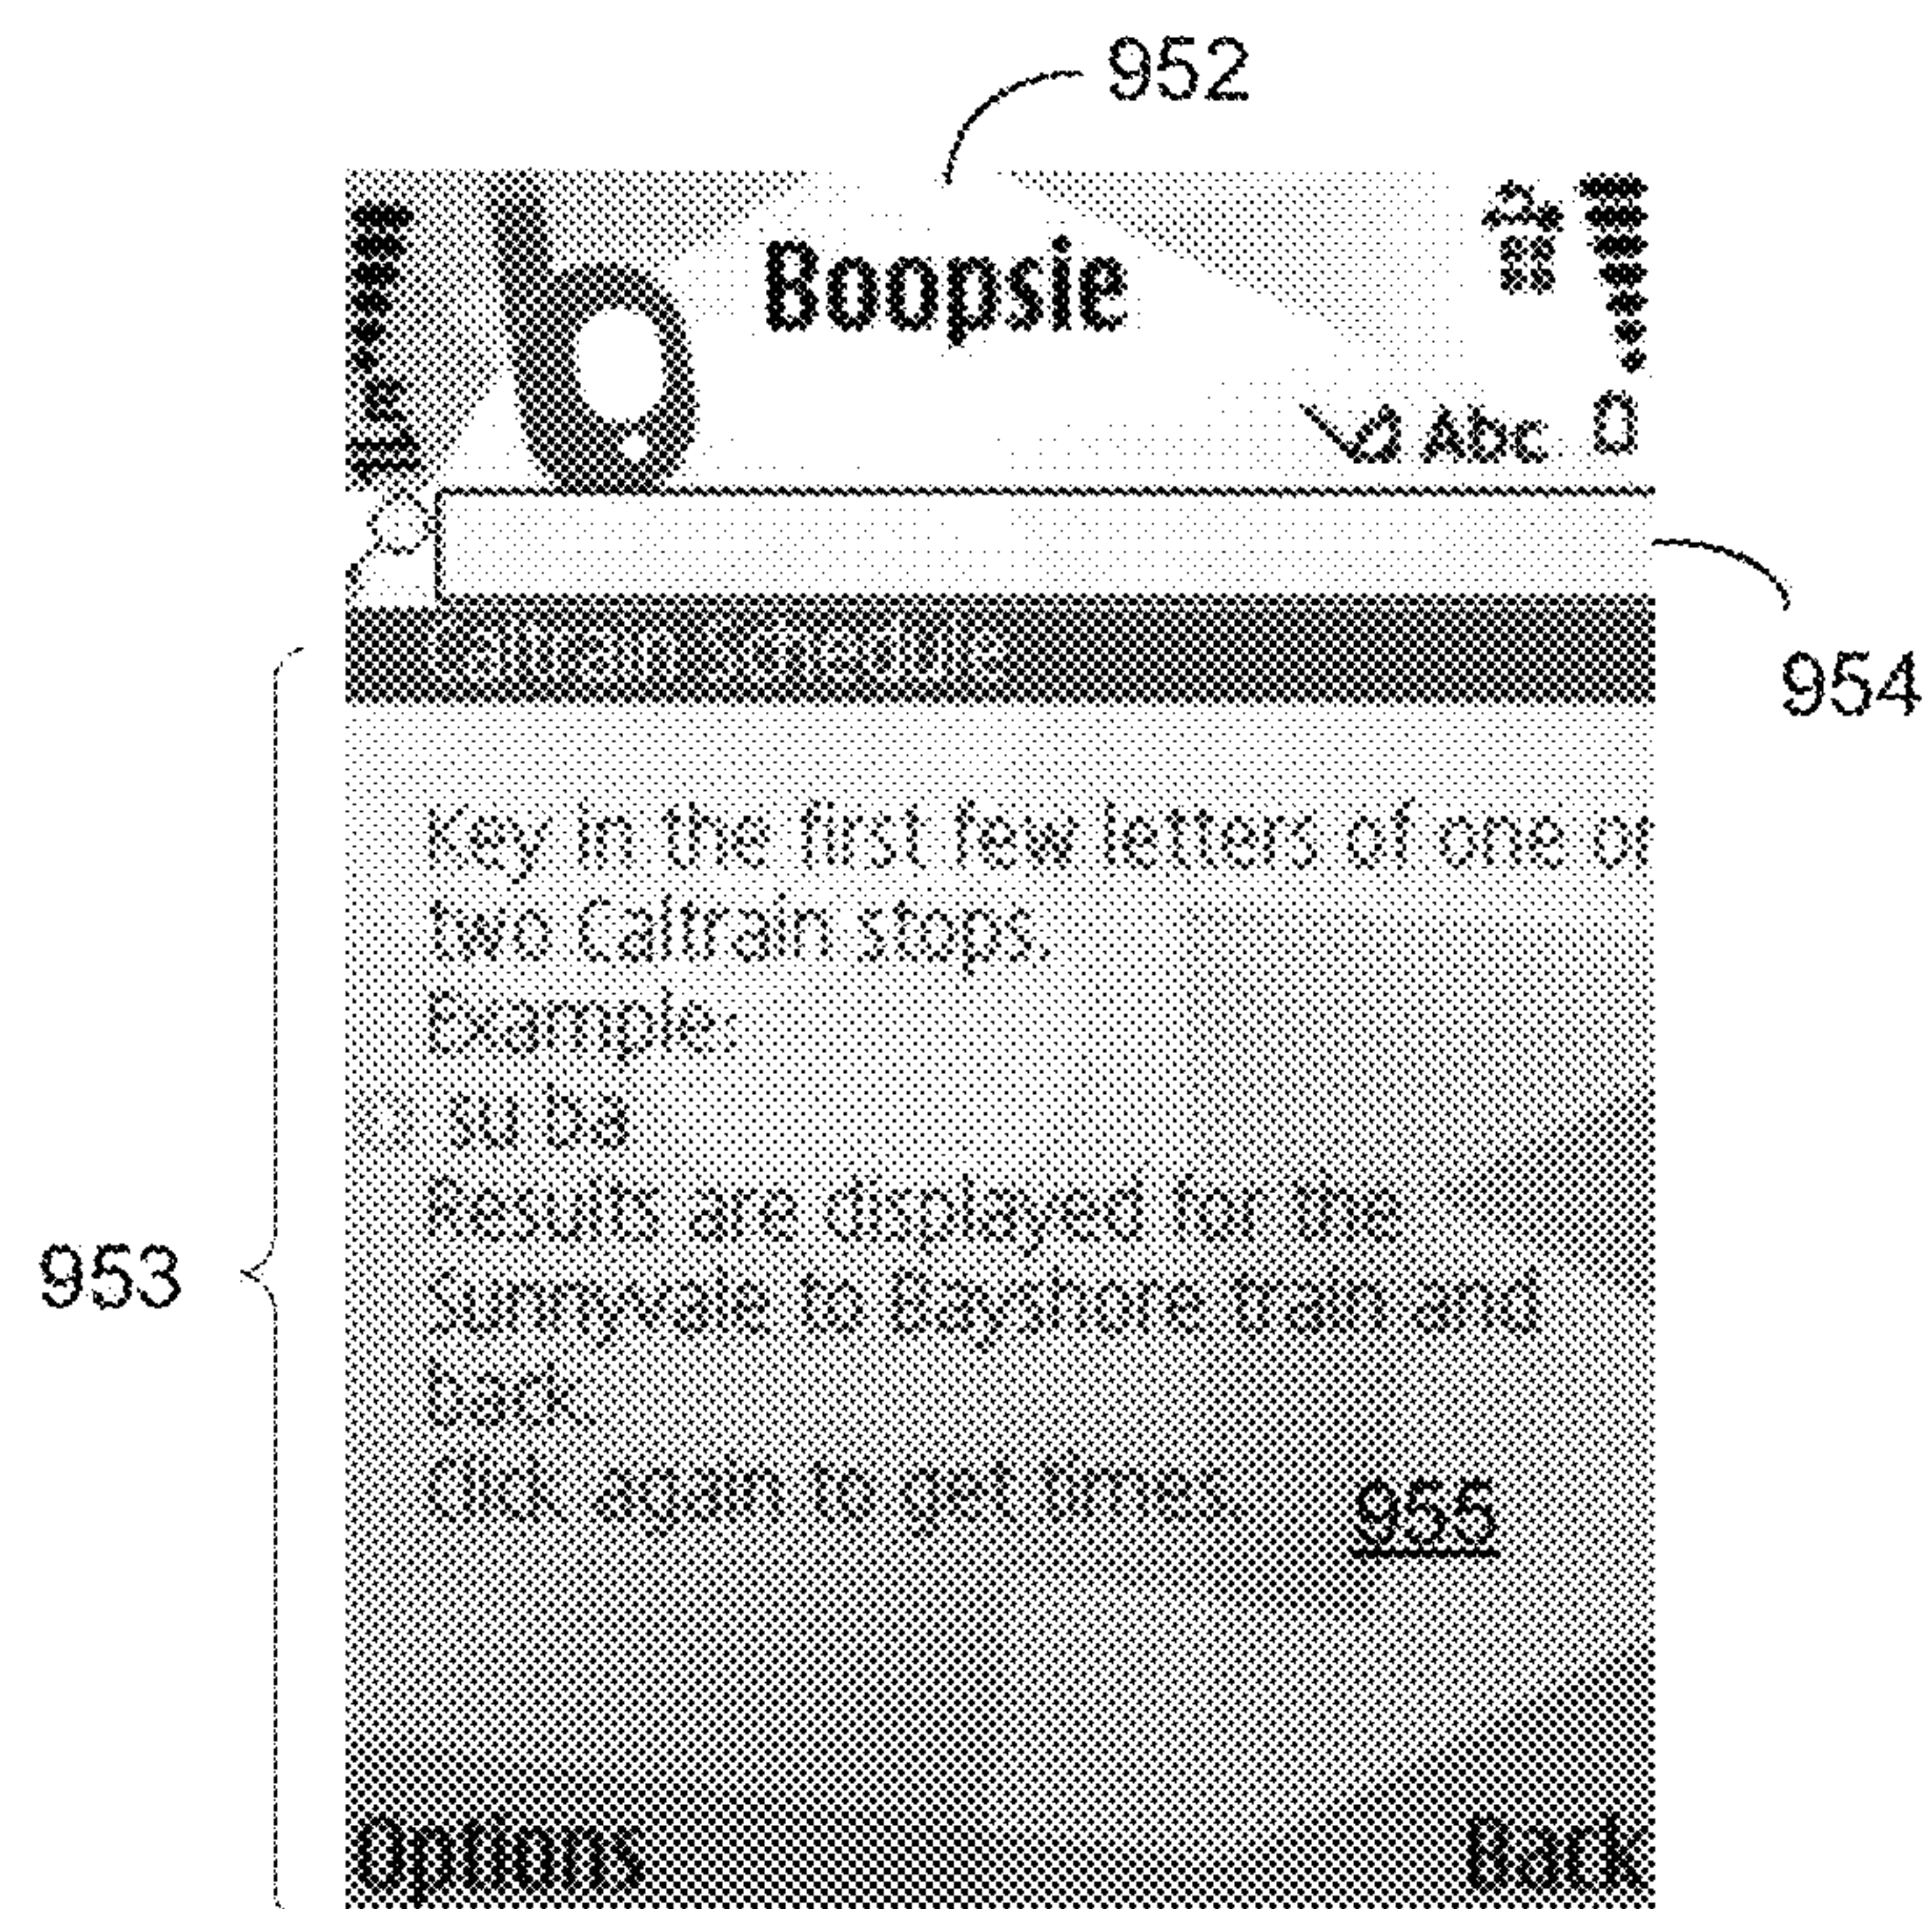 952
Boopsie
Abc
954
Caltrain Schedule
Key in the first few letters of one or
two Caltrain stops.
Example:
su ba
Results are displayed for the
953
Sunnyvale to Bayshore train and
back.
Click again to get times.
955
Options
Back